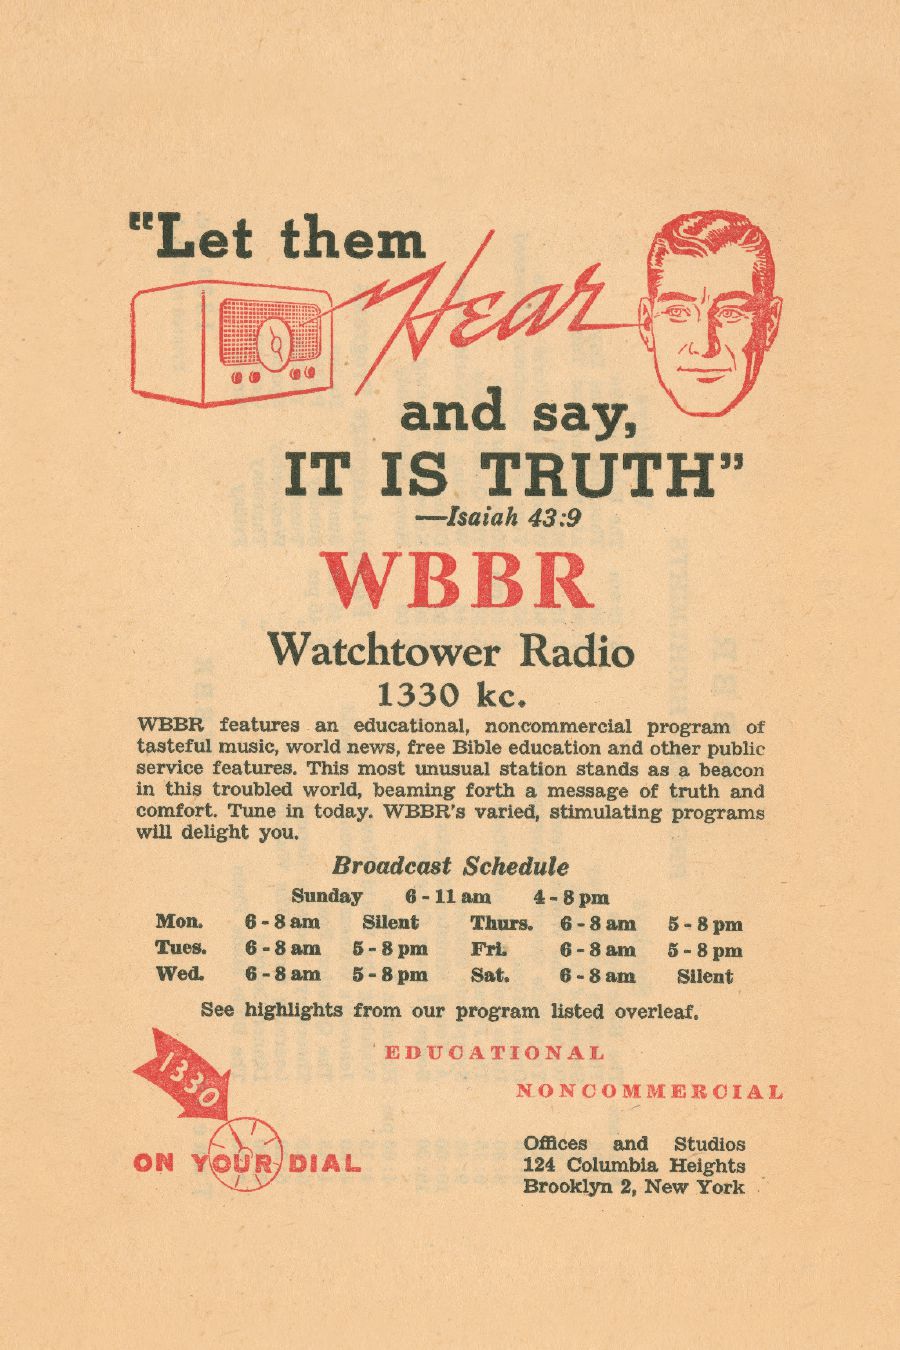 "Let them
Hear
and say,
IT IS TRUTH"
—Isaiah 43:9
WBBR
Watchtower Radio
1330 kc.
WBBR features an educational, noncommercial program of
tasteful music, world news, free Bible education and other public
service features. This most unusual station stands as a beacon
in this troubled world, beaming forth a message of truth and
comfort. Tune in today. WBBR's varied, stimulating programs
will delight you.
Broadcast Schedule
Sunday 6 - 11 am 4 - 8 pm
Mon. 6 - 8 am Silent Thurs. 6 - 8 am 5 - 8 pm
Tues. 6 - 8 am 5 - 8 pm Fri. 6 - 8 am 5 - 8 pm
Wed. 6 - 8 am 5 - 8 pm Sat. 6 - 8 am Silent
See highlights from our program listed overleaf.
EDUCATIONAL
NONCOMMERCIAL
1330
ON YOUR DIAL
Offices and Studios
124 Columbia Heights
Brooklyn 2, New York